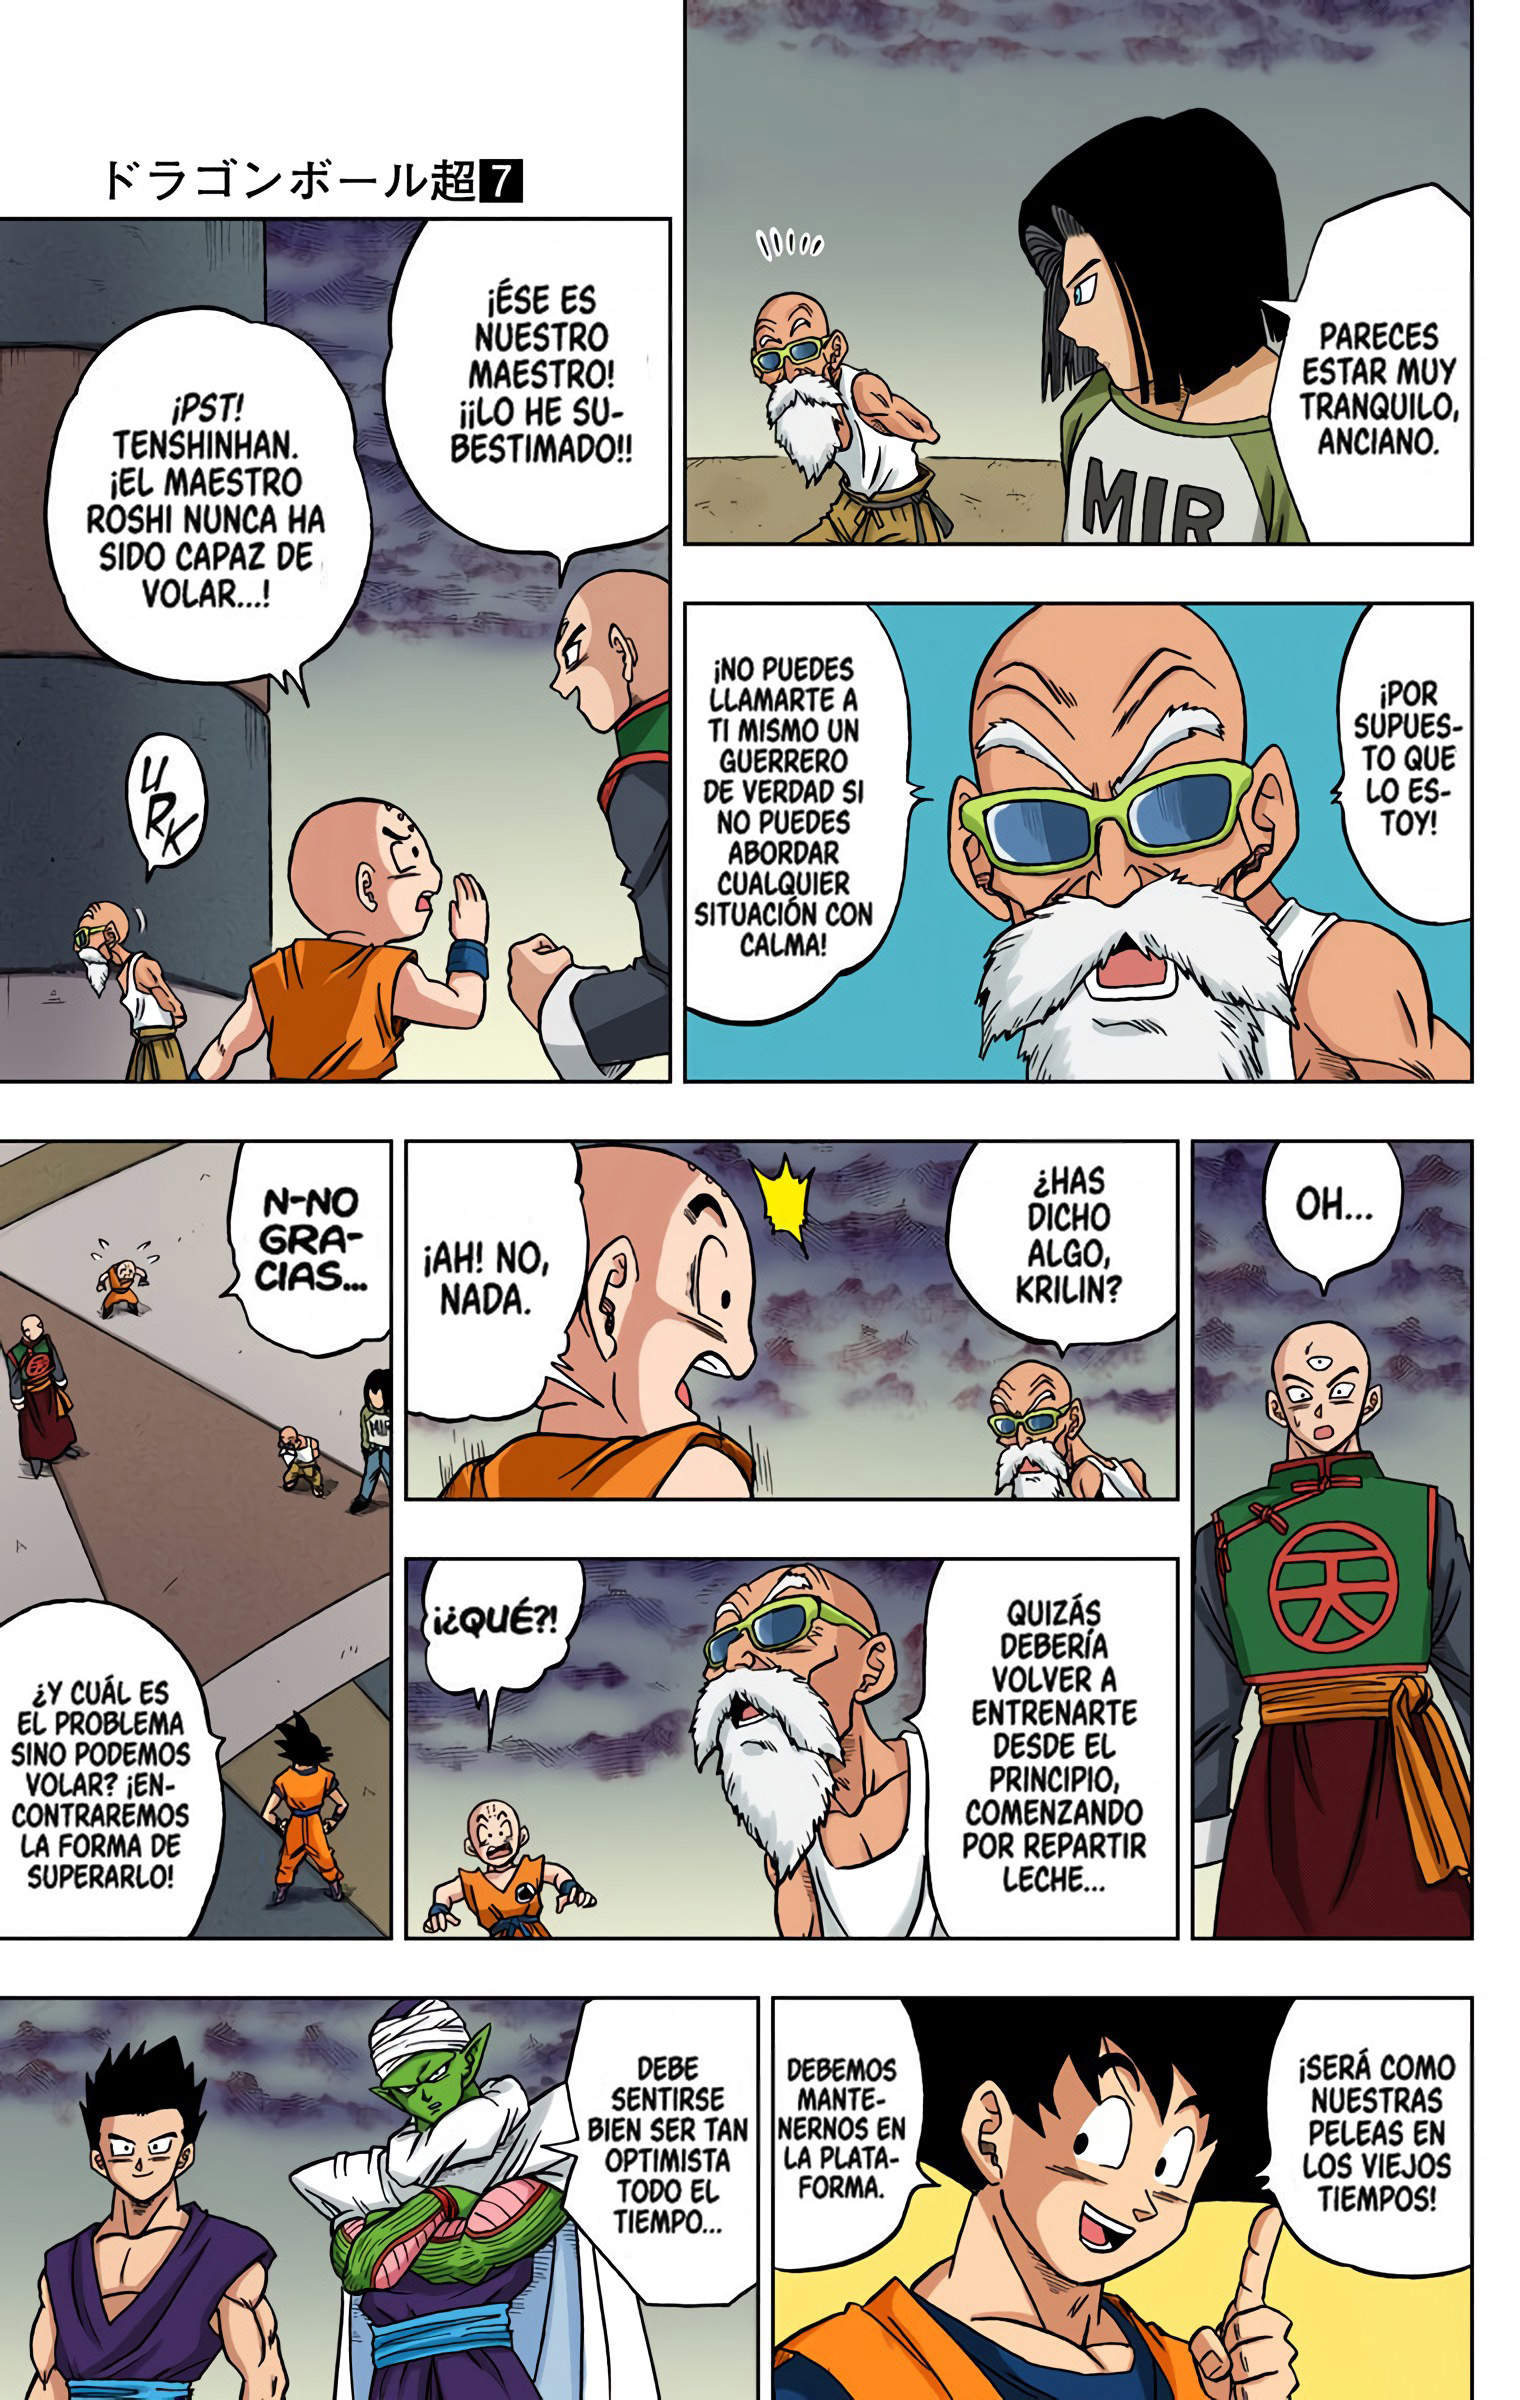 ドラゴンボール超7
PARECES
ESTAR MUY
TRANQUILO,
ANCIANO.
MIR
¡POR
SUPUES-
TO QUE
LO ES-
TOY!
¡NO PUEDES
LLAMARTE A
TI MISMO UN
GUERRERO
DE VERDAD SI
NO PUEDES
ABORDAR
CUALQUIER
SITUACIÓN CON
CALMA!
¡ÉSE ES
NUESTRO
MAESTRO!
¡¡LO HE SU-
BESTIMADO!!
¡PST!
TENSHINHAN.
¡EL MAESTRO
ROSHI NUNCA HA
SIDO CAPAZ DE
VOLAR...!
URK
OH...
天
¿HAS
DICHO
ALGO,
KRILIN?
¡AH! NO,
NADA.
QUIZÁS
DEBERÍA
VOLVER A
ENTRENARTE
DESDE EL
PRINCIPIO,
COMENZANDO
POR REPARTIR
LECHE...
¡¿QUÉ?!
N-NO
GRA-
CIAS...
天
MIR
¿Y CUÁL ES
EL PROBLEMA
SINO PODEMOS
VOLAR? ¡EN-
CONTRAREMOS
LA FORMA DE
SUPERARLO!
¡SERÁ COMO
NUESTRAS
PELEAS EN
LOS VIEJOS
TIEMPOS!
DEBEMOS
MANTE-
NERNOS EN
LA PLATA-
FORMA.
DEBE
SENTIRSE
BIEN SER TAN
OPTIMISTA
TODO EL
TIEMPO...